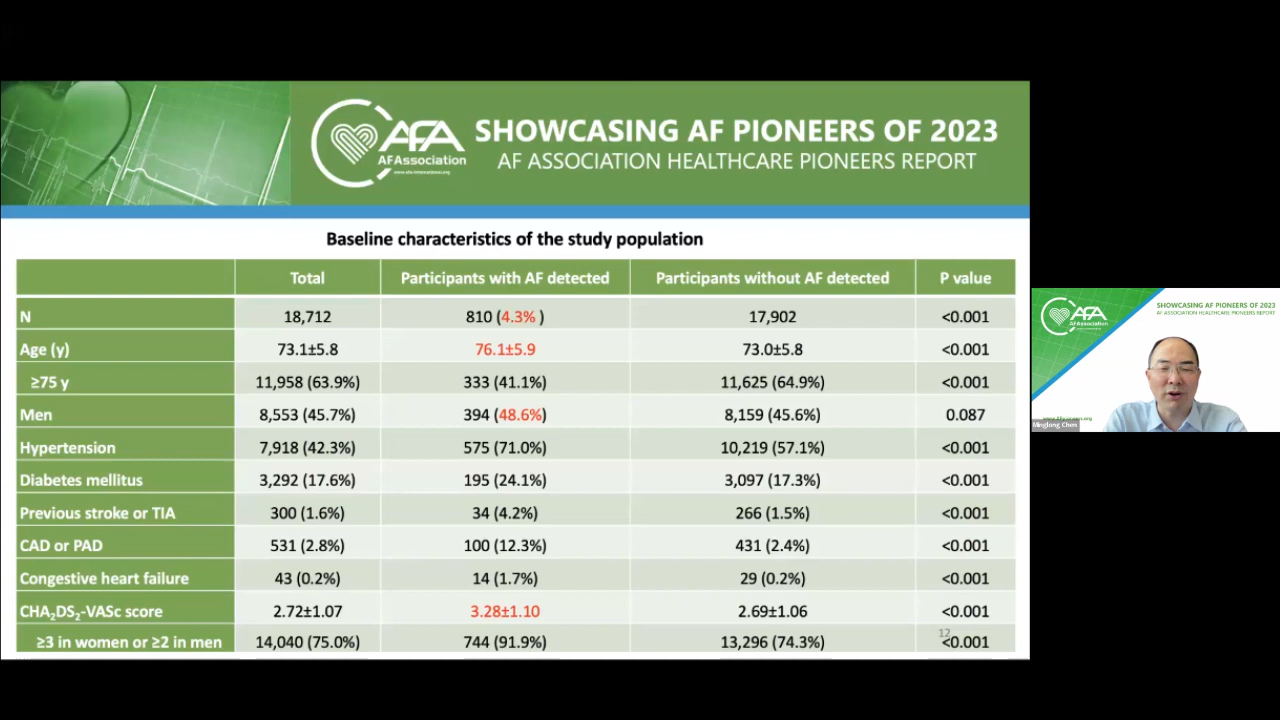 AFA
AFAssociation
www.afa-international.org
SHOWCASING AF PIONEERS OF 2023
AF ASSOCIATION HEALTHCARE PIONEERS REPORT
Baseline characteristics of the study population
Total Participants with AF detected Participants without AF detected P value
N 18,712 810 (4.3% ) 17,902 <0.001
Age (y) 73.1±5.8 76.1±5.9 73.0±5.8 <0.001
≥75 y 11,958 (63.9%) 333 (41.1%) 11,625 (64.9%) <0.001
Men 8,553 (45.7%) 394 (48.6%) 8,159 (45.6%) 0.087
Hypertension 7,918 (42.3%) 575 (71.0%) 10,219 (57.1%) <0.001
Diabetes mellitus 3,292 (17.6%) 195 (24.1%) 3,097 (17.3%) <0.001
Previous stroke or TIA 300 (1.6%) 34 (4.2%) 266 (1.5%) <0.001
CAD or PAD 531 (2.8%) 100 (12.3%) 431 (2.4%) <0.001
Congestive heart failure 43 (0.2%) 14 (1.7%) 29 (0.2%) <0.001
CHA₂DS₂-VASc score 2.72±1.07 3.28±1.10 2.69±1.06 <0.001
≥3 in women or ≥2 in men 14,040 (75.0%) 744 (91.9%) 13,296 (74.3%) <0.001
12
AFA
AFAssociation
SHOWCASING AF PIONEERS OF 2023
AF ASSOCIATION HEALTHCARE PIONEERS REPORT
Minglong Chen